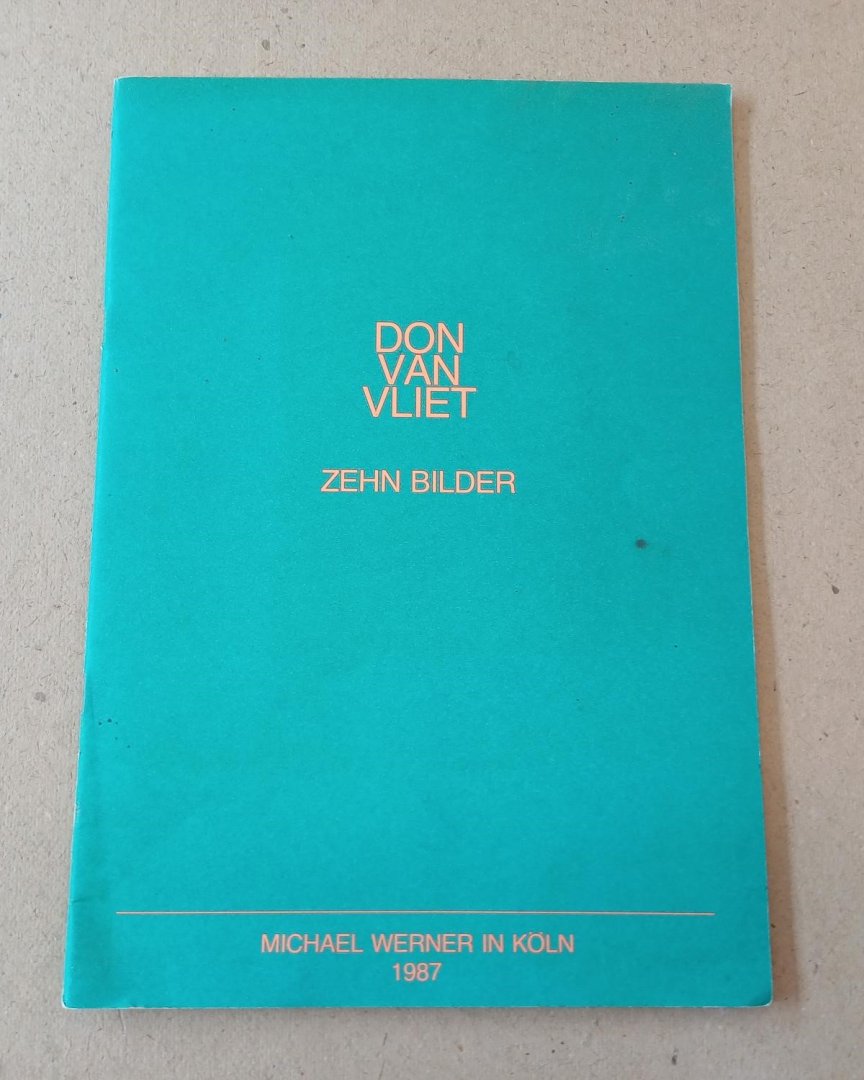 DON
VAN
VLIET
ZEHN BILDER
MICHAEL WERNER IN KÖLN
1987